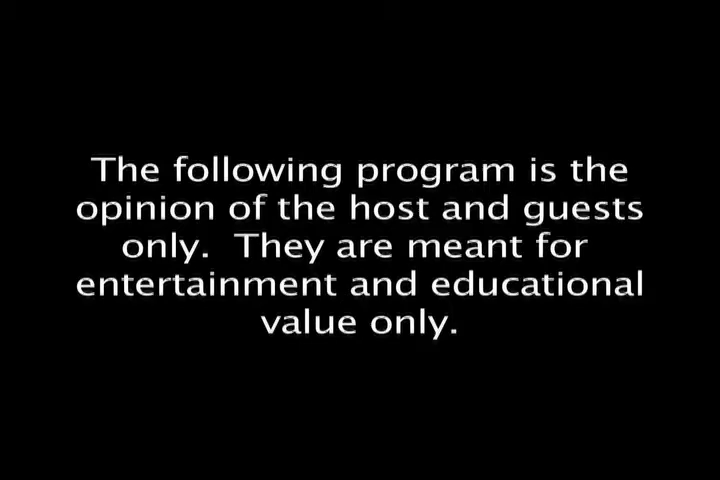 The following program is the
opinion of the host and guests
only.  They are meant for
entertainment and educational
value only.